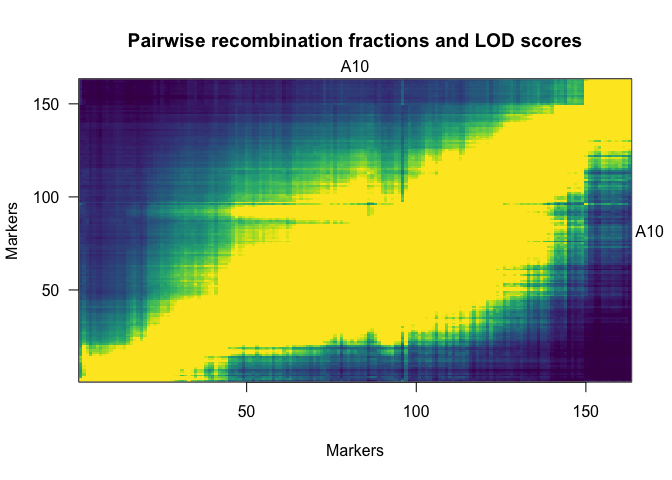 Pairwise recombination fractions and LOD scores
A10
150
100
50
Markers
A10
50 100 150
Markers